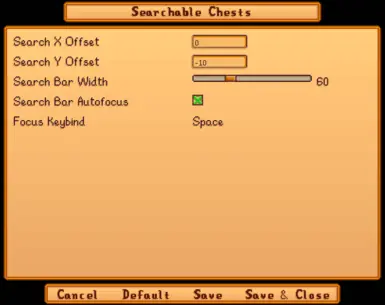 Searchable Chests
Search X Offset 0
Search Y Offset -10
Search Bar Width 60
Search Bar Autofocus
Focus Keybind Space
Cancel Default Save Save & Close